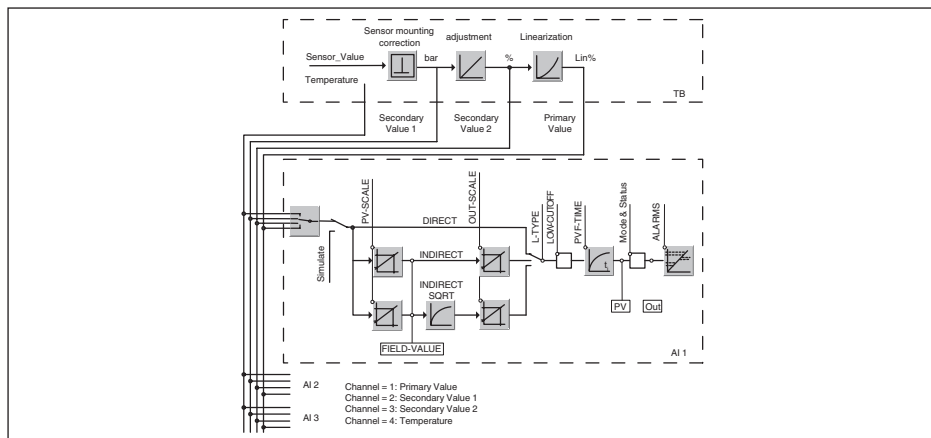 Sensor mounting
correction
adjustment
Linearization
Sensor_Value
bar
%
Lin%
Temperature
TB
Secondary
Value 1
Secondary
Value 2
Primary
Value
PV-SCALE
OUT-SCALE
L-TYPE
LOW-CUTOFF
PVF-TIME
Mode & Status
ALARMS
DIRECT
Simulate
INDIRECT
INDIRECT
SQRT
t
PV
Out
FIELD-VALUE
AI 1
AI 2
Channel = 1: Primary Value
Channel = 2: Secondary Value 1
Channel = 3: Secondary Value 2
AI 3
Channel = 4: Temperature